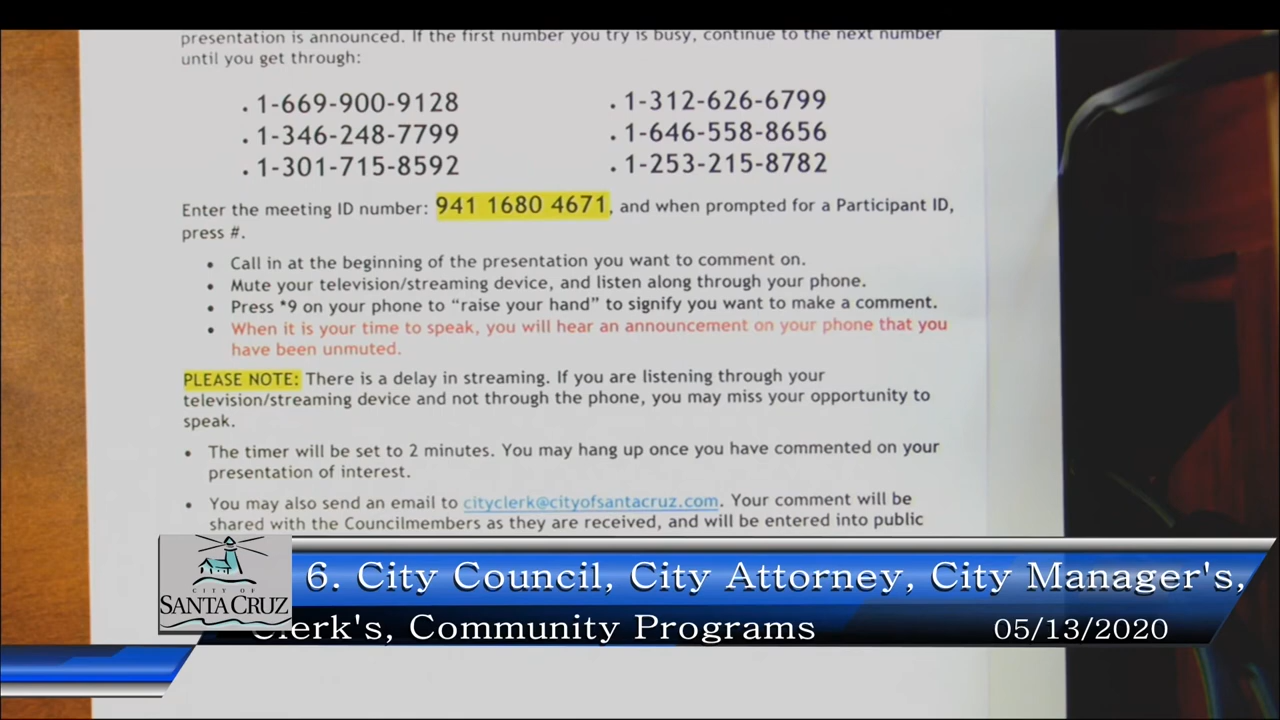 presentation is announced. If the first number you try is busy, continue to the next number
until you get through:
. 1-669-900-9128 . 1-312-626-6799
. 1-346-248-7799 . 1-646-558-8656
. 1-301-715-8592 . 1-253-215-8782
Enter the meeting ID number: 941 1680 4671, and when prompted for a Participant ID,
press #.
• Call in at the beginning of the presentation you want to comment on.
• Mute your television/streaming device, and listen along through your phone.
• Press *9 on your phone to “raise your hand” to signify you want to make a comment.
• When it is your time to speak, you will hear an announcement on your phone that you
have been unmuted.
PLEASE NOTE: There is a delay in streaming. If you are listening through your
television/streaming device and not through the phone, you may miss your opportunity to
speak.
• The timer will be set to 2 minutes. You may hang up once you have commented on your
presentation of interest.
• You may also send an email to cityclerk@cityofsantacruz.com. Your comment will be
shared with the Councilmembers as they are received, and will be entered into public
CITY OF
SANTA CRUZ
6. City Council, City Attorney, City Manager's,
Clerk's, Community Programs 05/13/2020